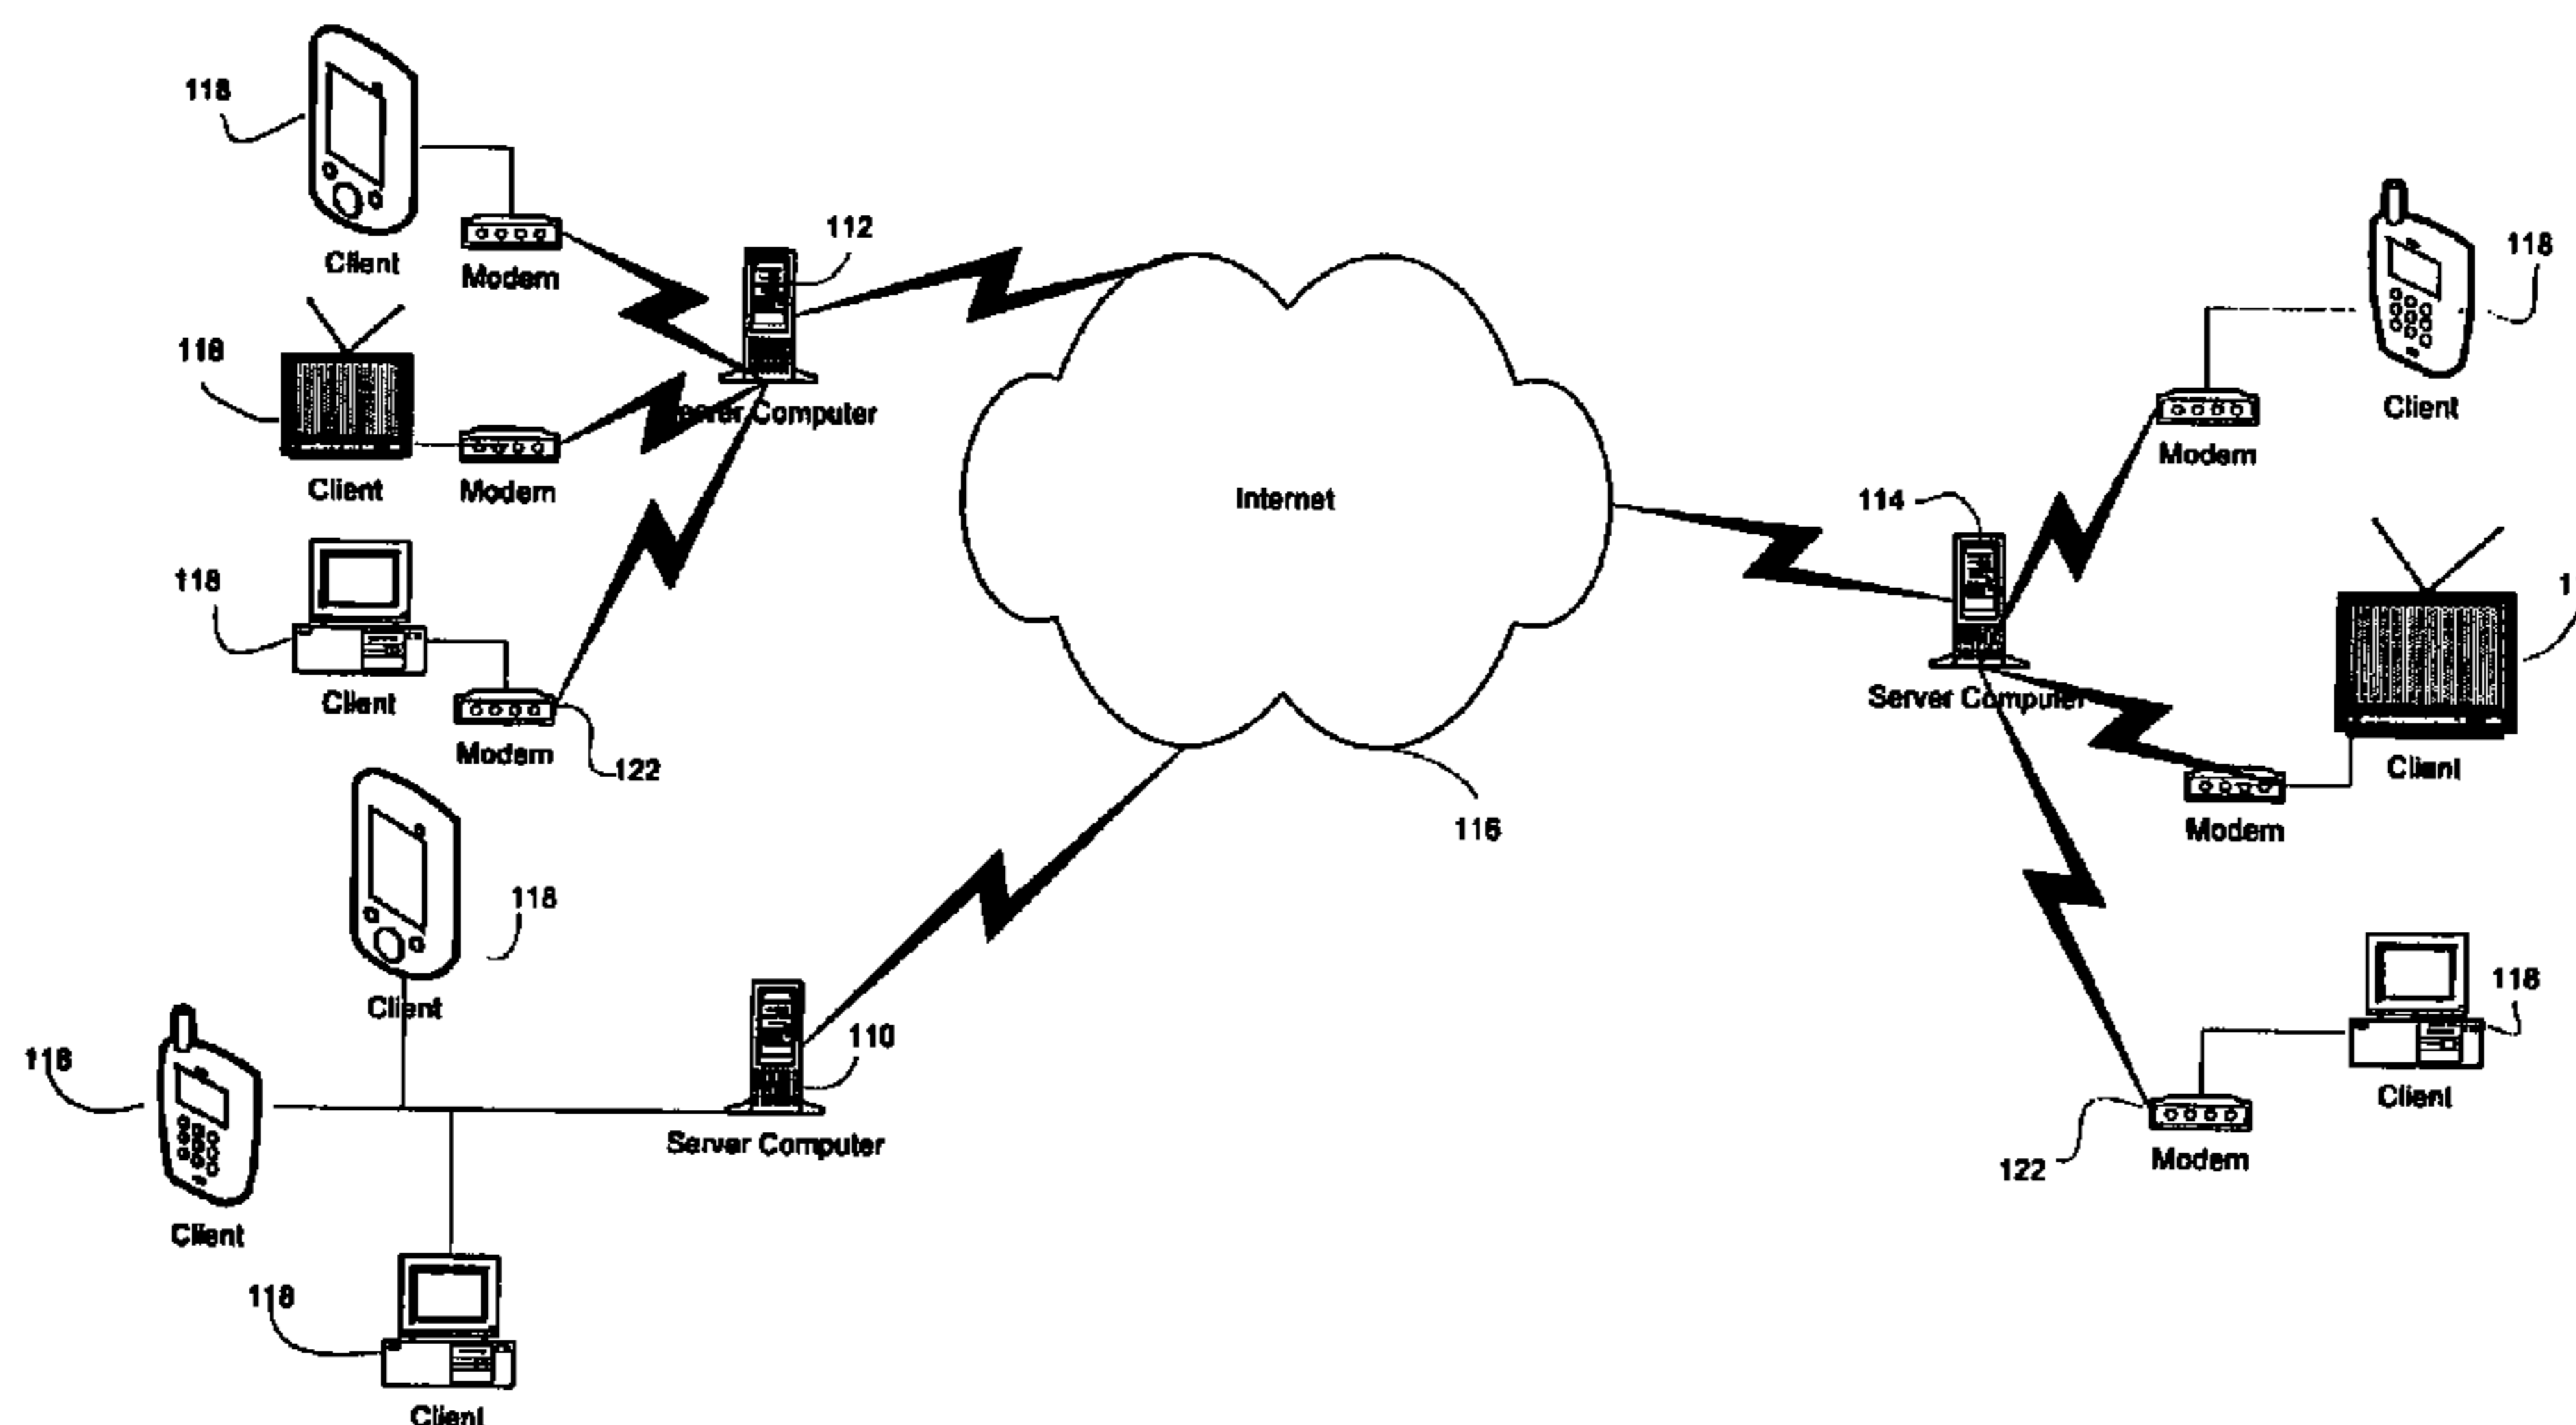 118
Client
Modem
112
Server Computer
118
Client
Modem
118
Client
Modem
122
Internet
116
118
Client
118
Client
110
Server Computer
118
Client
114
Server Computer
118
Client
Modem
Client
Modem
118
Client
122
Modem